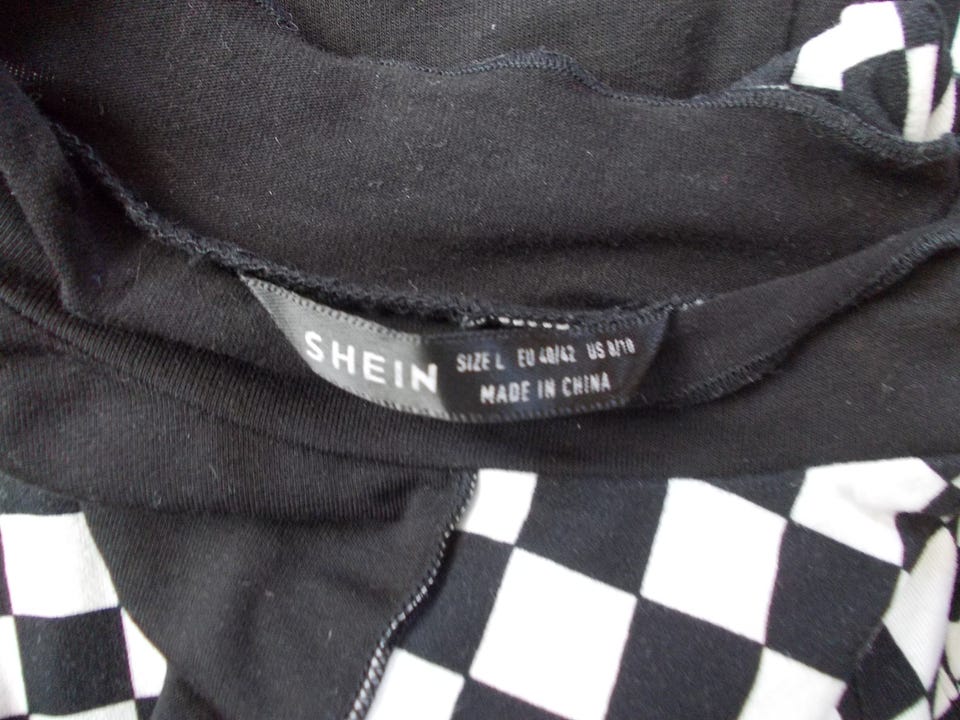 SHEIN
SIZE L EU 40/42 US 8/10
MADE IN CHINA